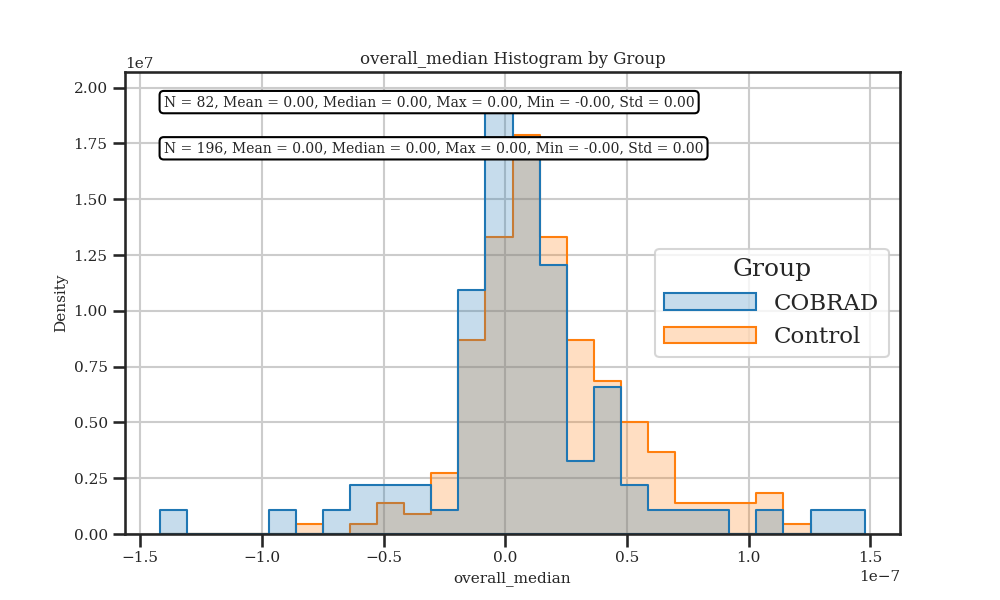 overall_median Histogram by Group
1e7
N = 82, Mean = 0.00, Median = 0.00, Max = 0.00, Min = -0.00, Std = 0.00
N = 196, Mean = 0.00, Median = 0.00, Max = 0.00, Min = -0.00, Std = 0.00
2.00
1.75
1.50
1.25
1.00
0.75
0.50
0.25
0.00
Density
Group
COBRAD
Control
−1.5 −1.0 −0.5 0.0 0.5 1.0 1.5
1e−7
overall_median